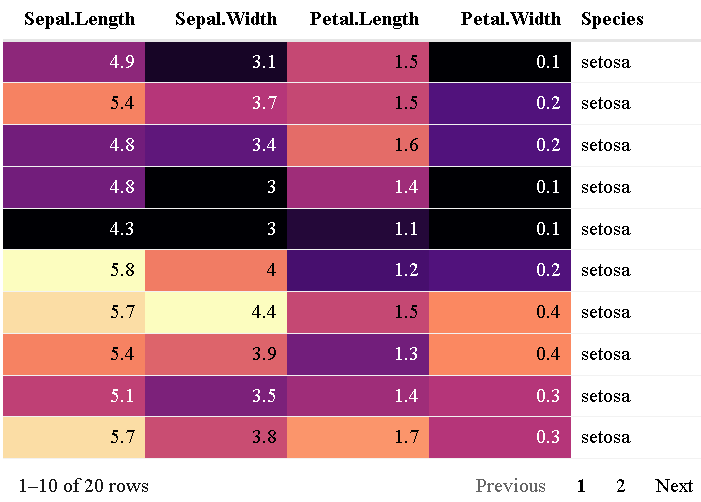 Sepal.Length Sepal.Width Petal.Length Petal.Width Species
4.9 3.1 1.5 0.1 setosa
5.4 3.7 1.5 0.2 setosa
4.8 3.4 1.6 0.2 setosa
4.8 3 1.4 0.1 setosa
4.3 3 1.1 0.1 setosa
5.8 4 1.2 0.2 setosa
5.7 4.4 1.5 0.4 setosa
5.4 3.9 1.3 0.4 setosa
5.1 3.5 1.4 0.3 setosa
5.7 3.8 1.7 0.3 setosa
1–10 of 20 rows Previous 1 2 Next